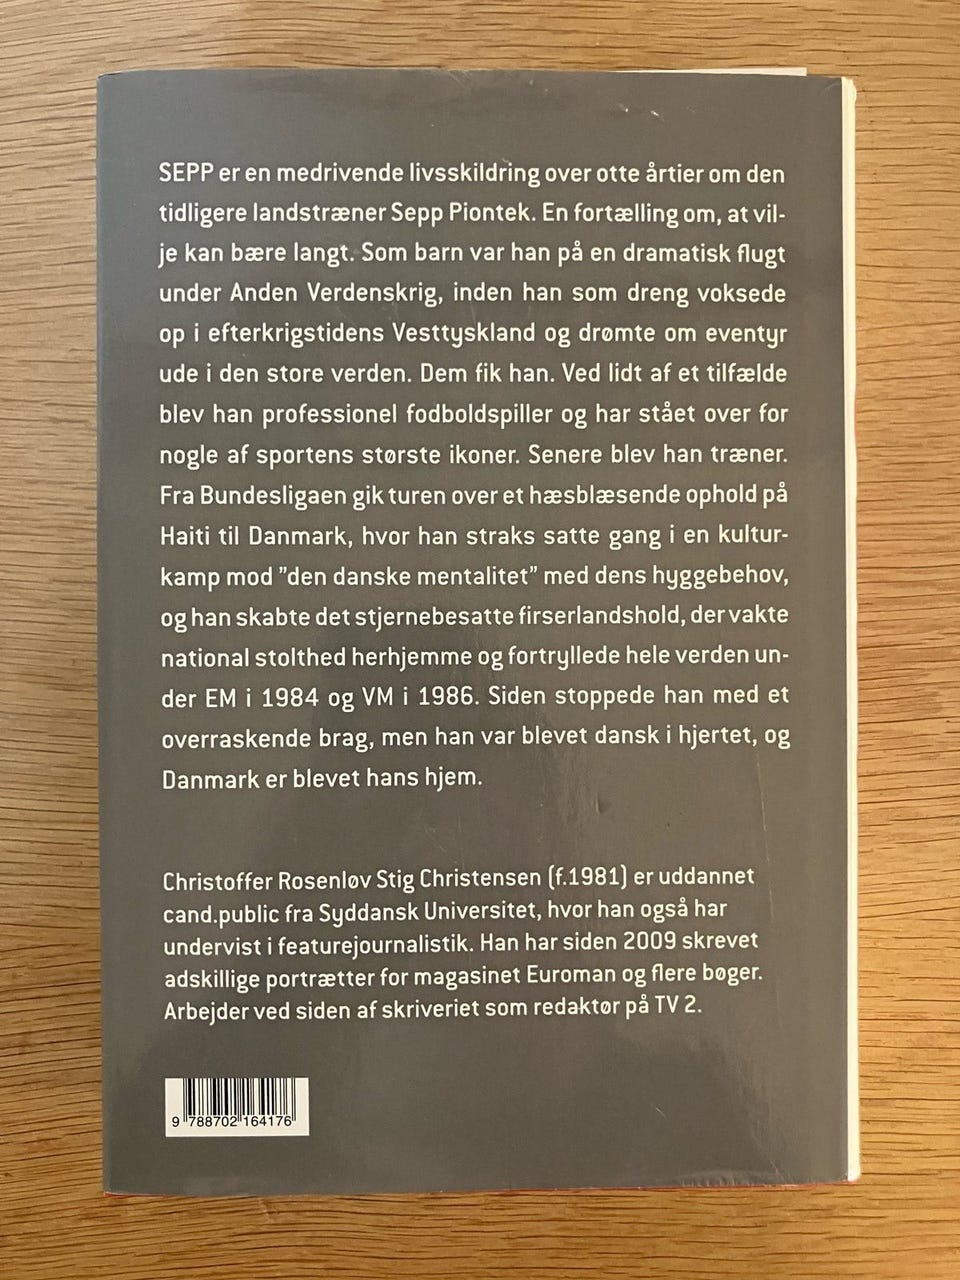 SEPP er en medrivende livsskildring over otte årtier om den
tidligere landstræner Sepp Piontek. En fortælling om, at vil-
je kan bære langt. Som barn var han på en dramatisk flugt
under Anden Verdenskrig, inden han som dreng voksede
op i efterkrigstidens Vesttyskland og drømte om eventyr
ude i den store verden. Dem fik han. Ved lidt af et tilfælde
blev han professionel fodboldspiller og har stået over for
nogle af sportens største ikoner. Senere blev han træner.
Fra Bundesligaen gik turen over et hæsblæsende ophold på
Haiti til Danmark, hvor han straks satte gang i en kultur-
kamp mod ”den danske mentalitet” med dens hyggebehov,
og han skabte det stjernebesatte firserlandshold, der vakte
national stolthed herhjemme og fortryllede hele verden un-
der EM i 1984 og VM i 1986. Siden stoppede han med et
overraskende brag, men han var blevet dansk i hjertet, og
Danmark er blevet hans hjem.
Christoffer Rosenløv Stig Christensen (f.1981) er uddannet
cand.public fra Syddansk Universitet, hvor han også har
undervist i featurejournalistik. Han har siden 2009 skrevet
adskillige portrætter for magasinet Euroman og flere bøger.
Arbejder ved siden af skriveriet som redaktør på TV 2.
9 788702 164176